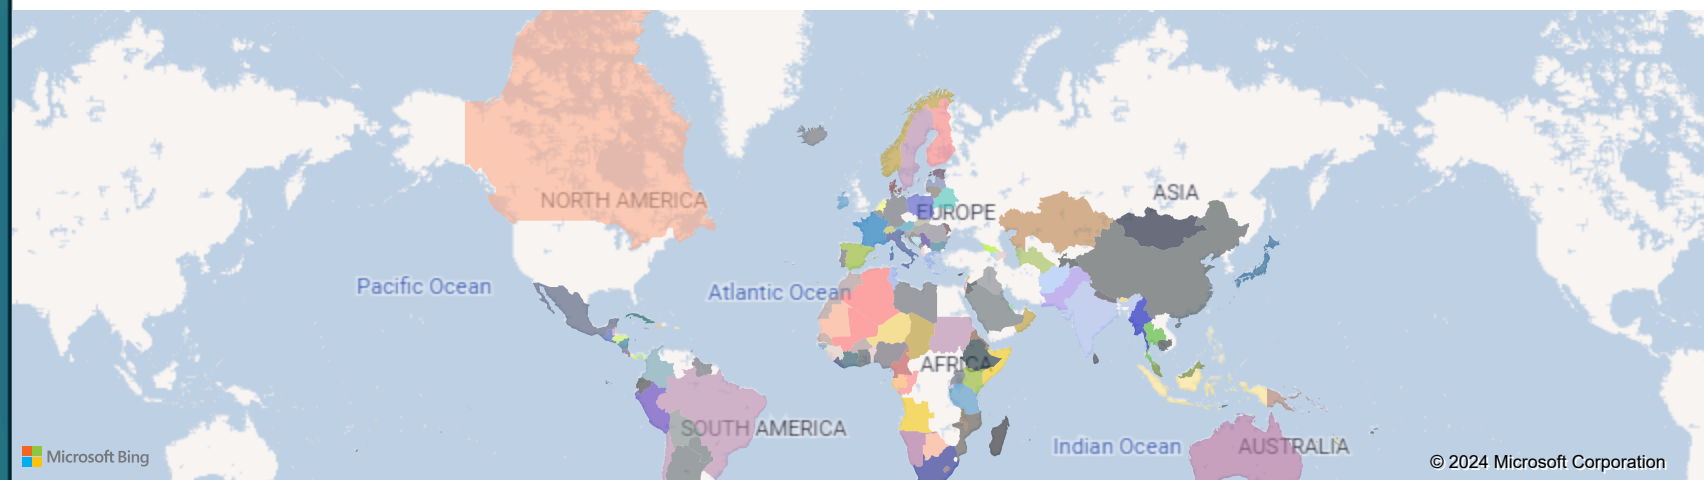 ASIA
NORTH AMERICA
EUROPE
Pacific Ocean
Atlantic Ocean
AFRICA
SOUTH AMERICA
Indian Ocean
AUSTRALIA
Microsoft Bing
© 2024 Microsoft Corporation